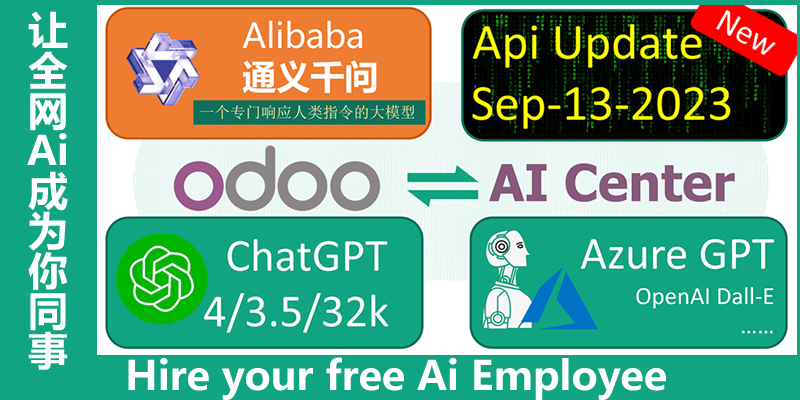 让全网Ai成为你同事
Alibaba
通义千问
一个专门响应人类指令的大模型
Api Update
Sep-13-2023
New
odoo
AI Center
ChatGPT
4/3.5/32k
Azure GPT
OpenAI Dall-E
......
Hire your free Ai Employee